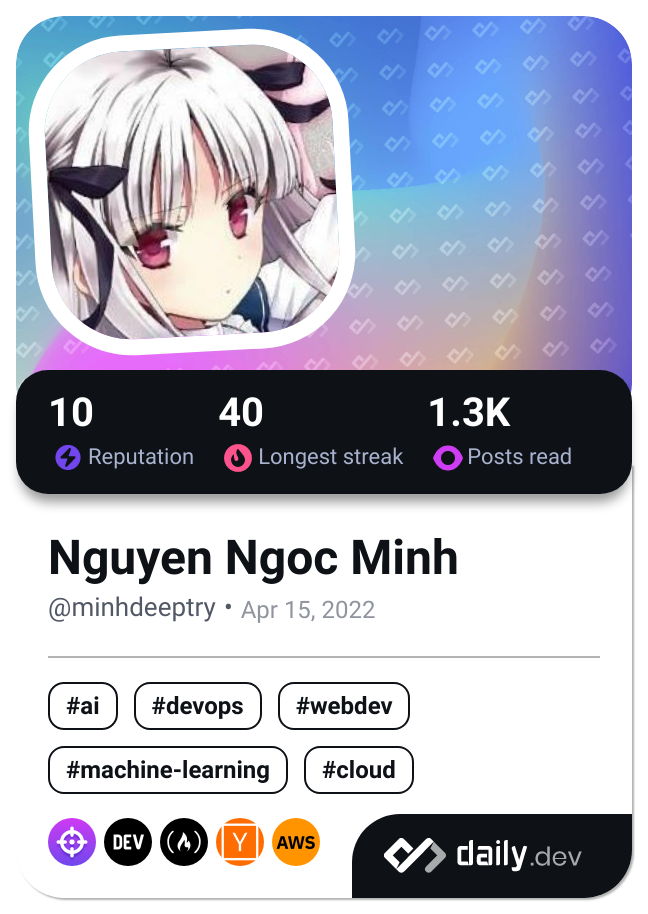 10 40 1.3K
Reputation Longest streak Posts read
Nguyen Ngoc Minh
@minhdeeptry • Apr 15, 2022
#ai #devops #webdev
#machine-learning #cloud
DEV Y AWS
daily.dev